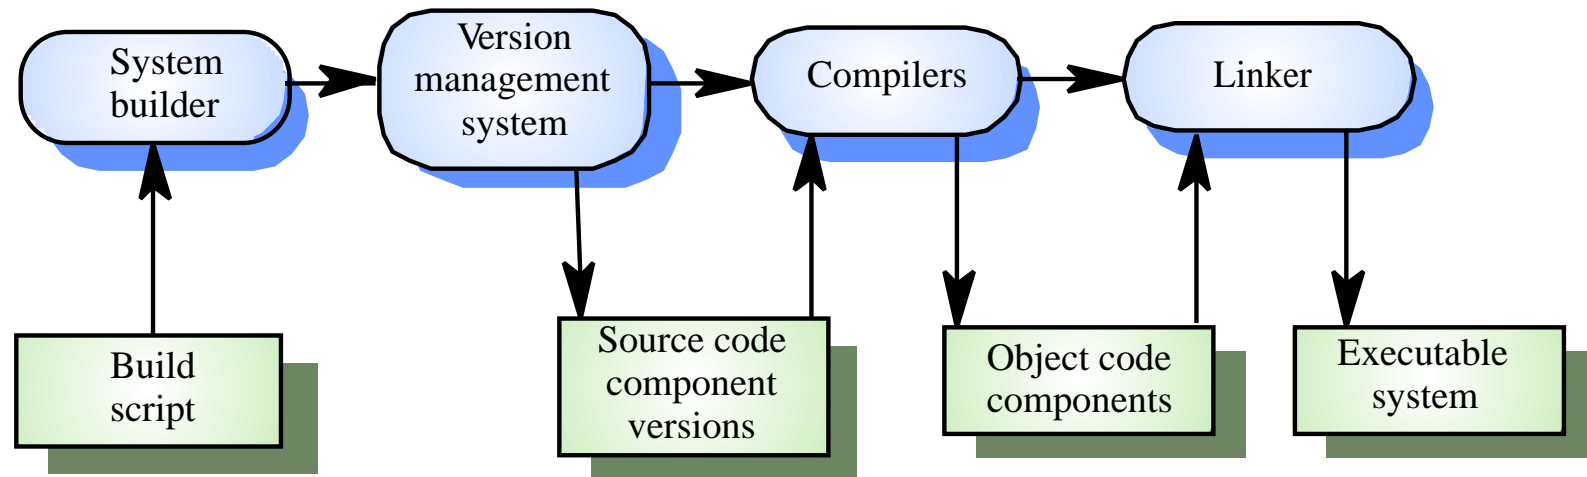 System
builder
Version
management
system
Compilers
Linker
Build
script
Source code
component
versions
Object code
components
Executable
system